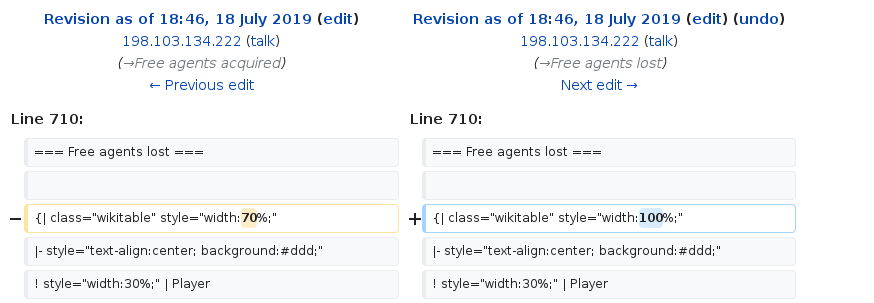 Revision as of 18:46, 18 July 2019 (edit)
198.103.134.222 (talk)
(→Free agents acquired)
← Previous edit
Revision as of 18:46, 18 July 2019 (edit) (undo)
198.103.134.222 (talk)
(→Free agents lost)
Next edit →
Line 710:
Line 710:
=== Free agents lost ===
=== Free agents lost ===
− {| class="wikitable" style="width:70%;"
+ {| class="wikitable" style="width:100%;"
|- style="text-align:center; background:#ddd;"
|- style="text-align:center; background:#ddd;"
! style="width:30%;" | Player
! style="width:30%;" | Player